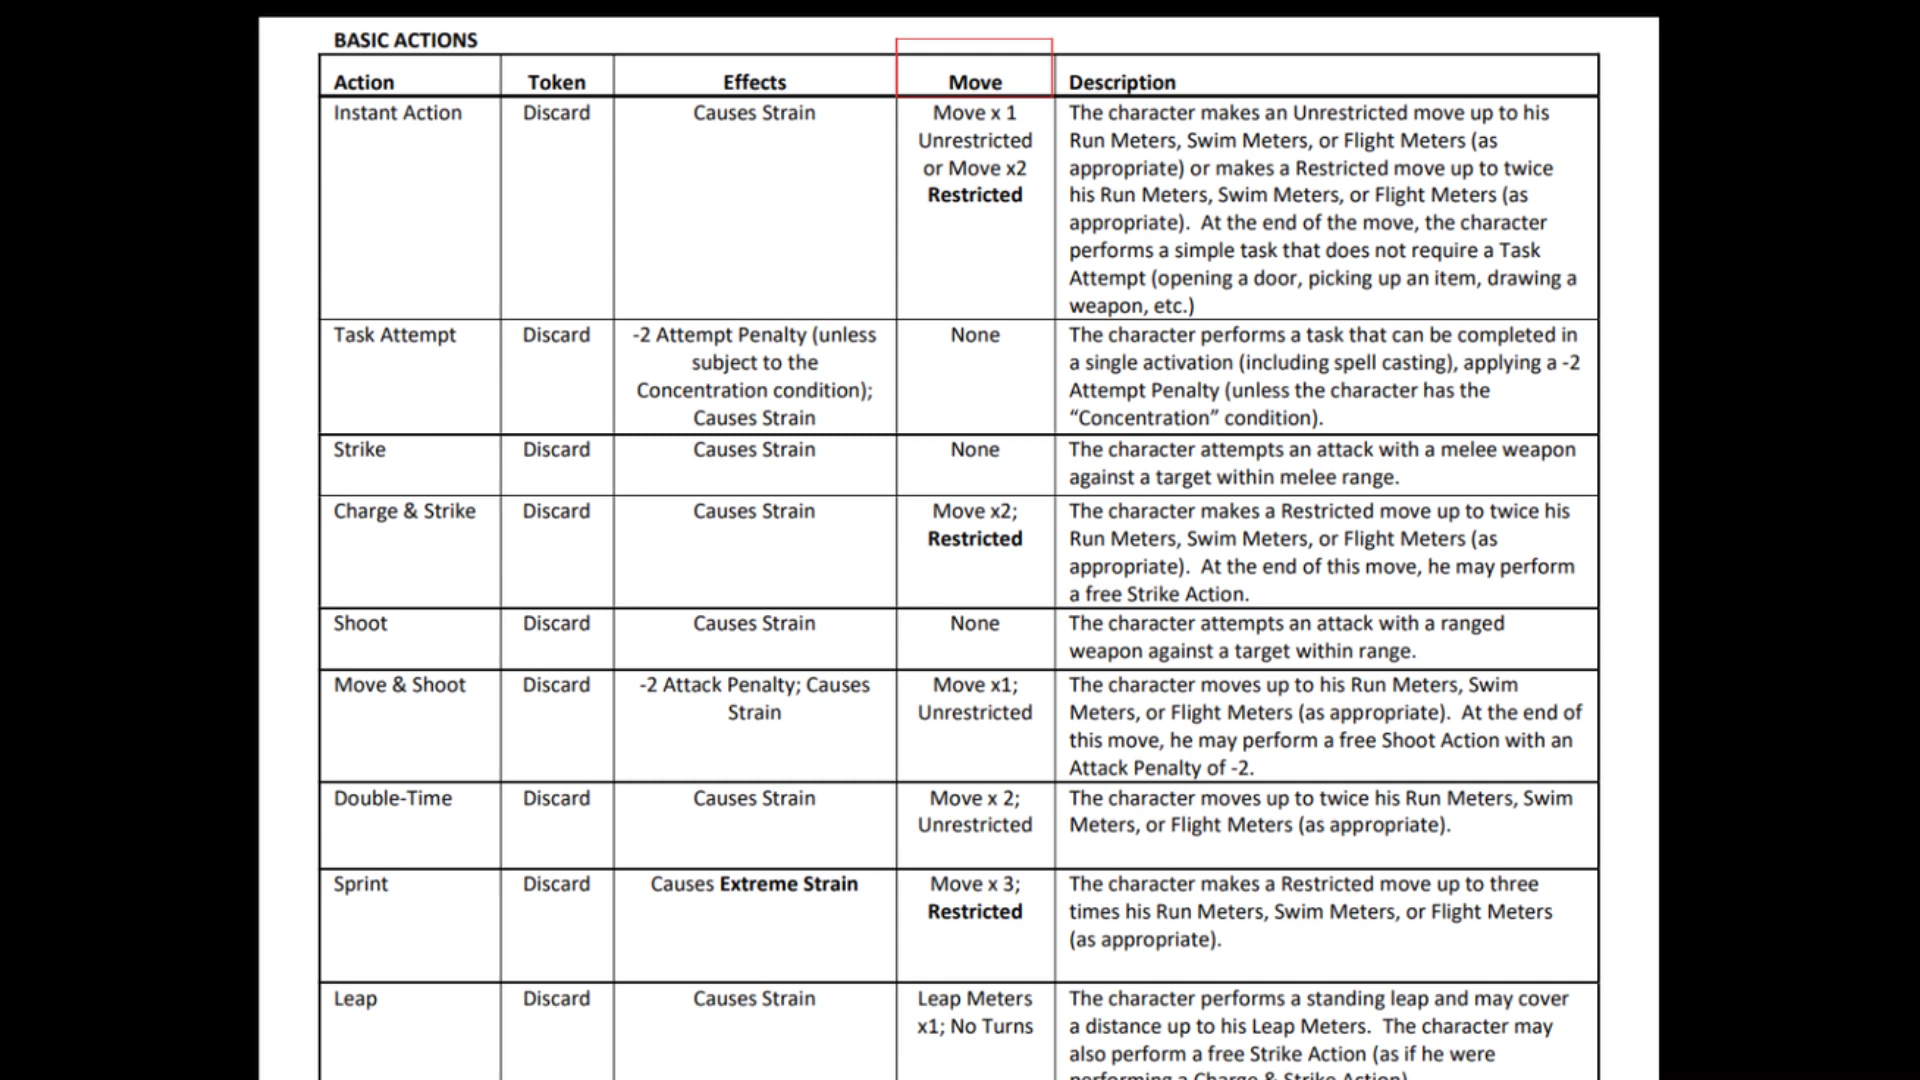 BASIC ACTIONS
Action Token Effects Move Description
Instant Action Discard Causes Strain Move x 1 The character makes an Unrestricted move up to his
Unrestricted Run Meters, Swim Meters, or Flight Meters (as
or Move x2 appropriate) or makes a Restricted move up to twice
Restricted his Run Meters, Swim Meters, or Flight Meters (as
appropriate). At the end of the move, the character
performs a simple task that does not require a Task
Attempt (opening a door, picking up an item, drawing a
weapon, etc.)
Task Attempt Discard -2 Attempt Penalty (unless None The character performs a task that can be completed in
subject to the a single activation (including spell casting), applying a -2
Concentration condition); Attempt Penalty (unless the character has the
Causes Strain “Concentration” condition).
Strike Discard Causes Strain None The character attempts an attack with a melee weapon
against a target within melee range.
Charge & Strike Discard Causes Strain Move x2; The character makes a Restricted move up to twice his
Restricted Run Meters, Swim Meters, or Flight Meters (as
appropriate). At the end of this move, he may perform
a free Strike Action.
Shoot Discard Causes Strain None The character attempts an attack with a ranged
weapon against a target within range.
Move & Shoot Discard -2 Attack Penalty; Causes Move x1; The character moves up to his Run Meters, Swim
Strain Unrestricted Meters, or Flight Meters (as appropriate). At the end of
this move, he may perform a free Shoot Action with an
Attack Penalty of -2.
Double-Time Discard Causes Strain Move x 2; The character moves up to twice his Run Meters, Swim
Unrestricted Meters, or Flight Meters (as appropriate).
Sprint Discard Causes Extreme Strain Move x 3; The character makes a Restricted move up to three
Restricted times his Run Meters, Swim Meters, or Flight Meters
(as appropriate).
Leap Discard Causes Strain Leap Meters The character performs a standing leap and may cover
x1; No Turns a distance up to his Leap Meters. The character may
also perform a free Strike Action (as if he were
performing a Charge & Strike Action)